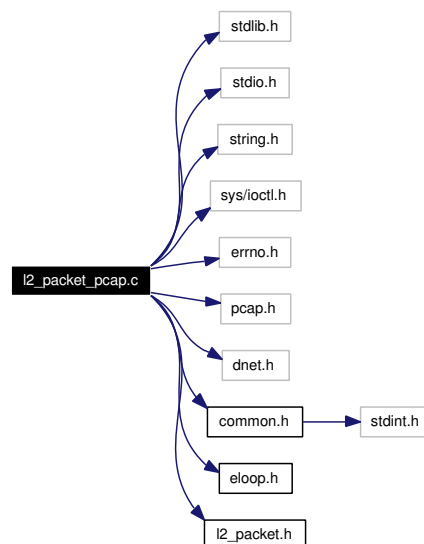 l2_packet_pcap.c
stdlib.h
stdio.h
string.h
sys/ioctl.h
errno.h
pcap.h
dnet.h
common.h
stdint.h
eloop.h
l2_packet.h